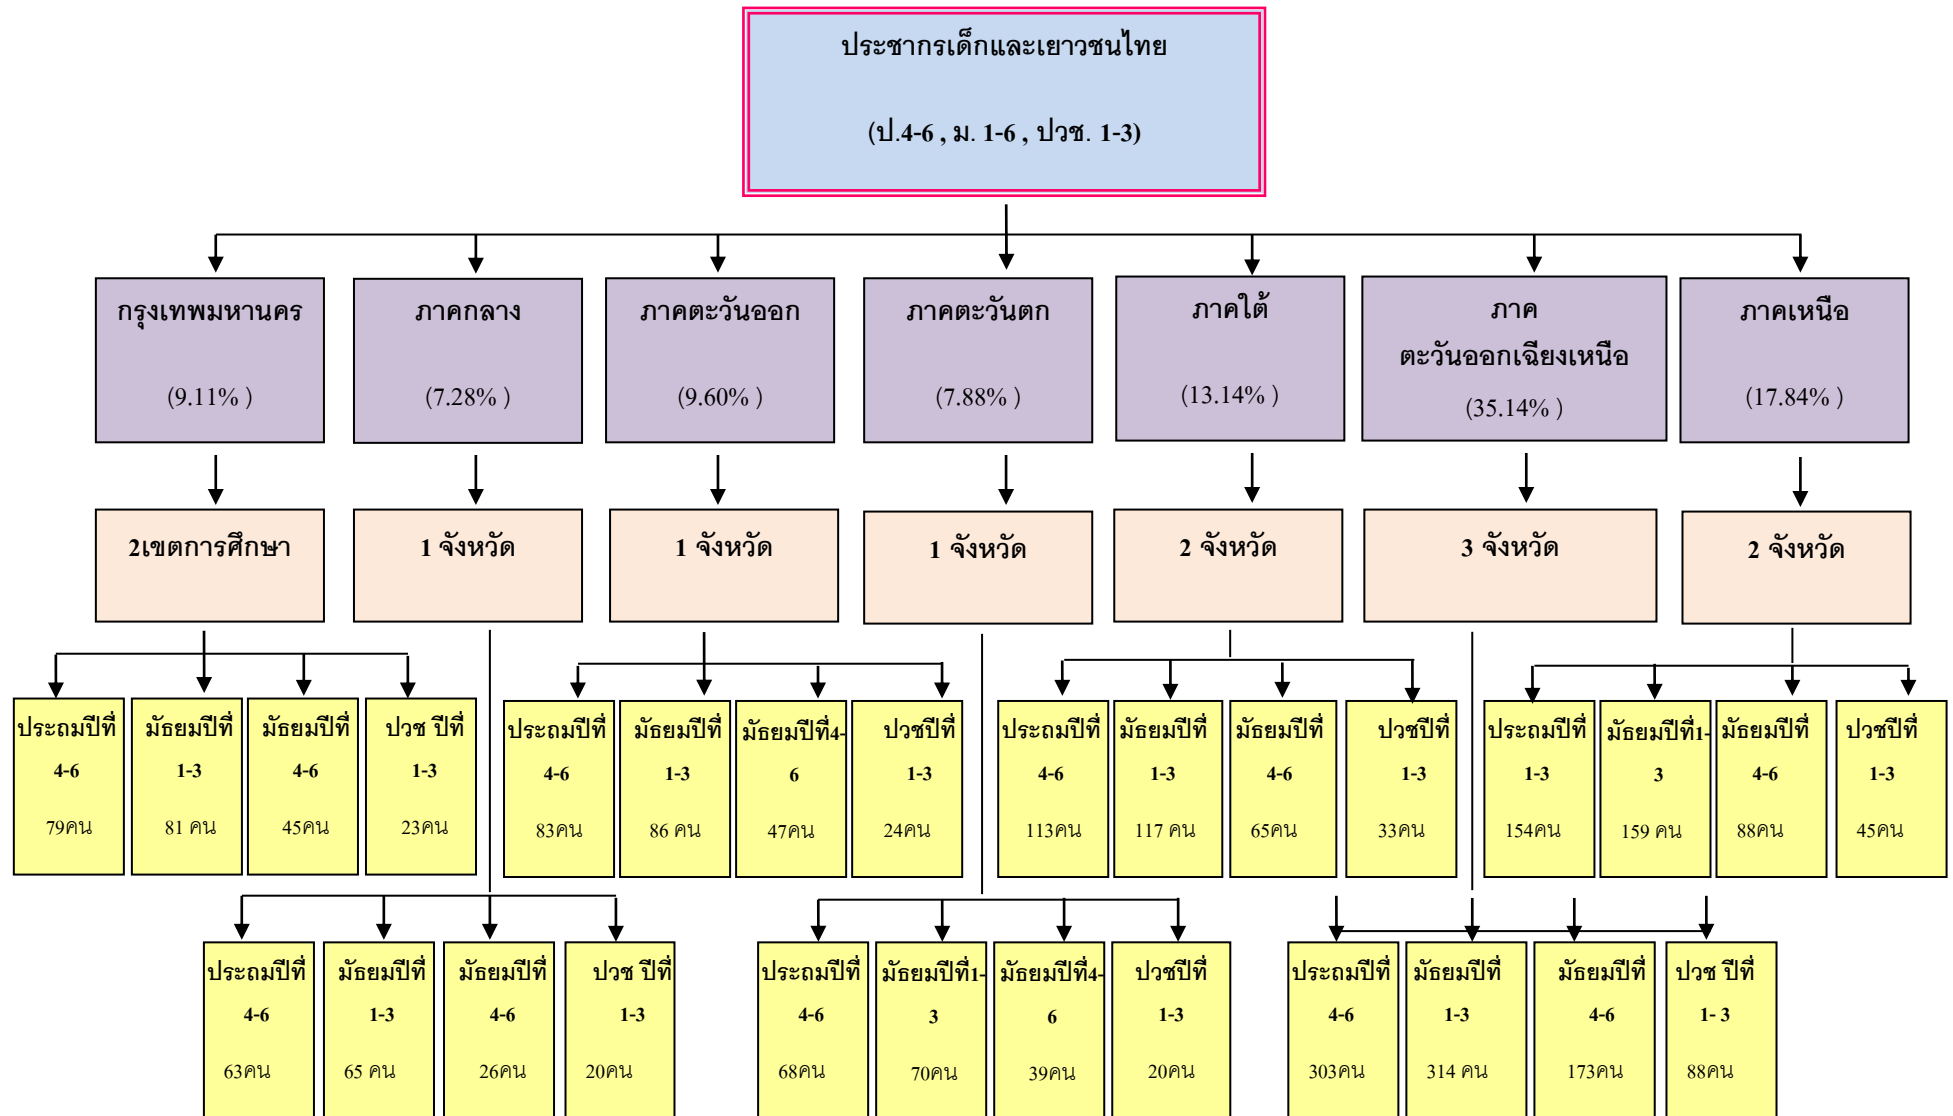 ประชากรเด็กและเยาวชนไทย
(ป.4-6 , ม. 1-6 , ปวช. 1-3)
กรุงเทพมหานคร
(9.11% )
ภาคกลาง
(7.28% )
ภาคตะวันออก
(9.60% )
ภาคตะวันตก
(7.88% )
ภาคใต้
(13.14% )
ภาค
ตะวันออกเฉียงเหนือ
(35.14% )
ภาคเหนือ
(17.84% )
2เขตการศึกษา
1 จังหวัด
1 จังหวัด
1 จังหวัด
2 จังหวัด
3 จังหวัด
2 จังหวัด
ประถมปีที่
4-6
79คน
มัธยมปีที่
1-3
81 คน
มัธยมปีที่
4-6
45คน
ปวช ปีที่
1-3
23คน
ประถมปีที่
4-6
83คน
มัธยมปีที่
1-3
86 คน
มัธยมปีที่4-
6
47คน
ปวชปีที่
1-3
24คน
ประถมปีที่
4-6
113คน
มัธยมปีที่
1-3
117 คน
มัธยมปีที่
4-6
65คน
ปวชปีที่
1-3
33คน
ประถมปีที่
1-3
154คน
มัธยมปีที่1-
3
159 คน
มัธยมปีที่
4-6
88คน
ปวชปีที่
1-3
45คน
ประถมปีที่
4-6
63คน
มัธยมปีที่
1-3
65 คน
มัธยมปีที่
4-6
26คน
ปวช ปีที่
1-3
20คน
ประถมปีที่
4-6
68คน
มัธยมปีที่1-
3
70คน
มัธยมปีที่4-
6
39คน
ปวชปีที่
1-3
20คน
ประถมปีที่
4-6
303คน
มัธยมปีที่
1-3
314 คน
มัธยมปีที่
4-6
173คน
ปวช ปีที่
1- 3
88คน